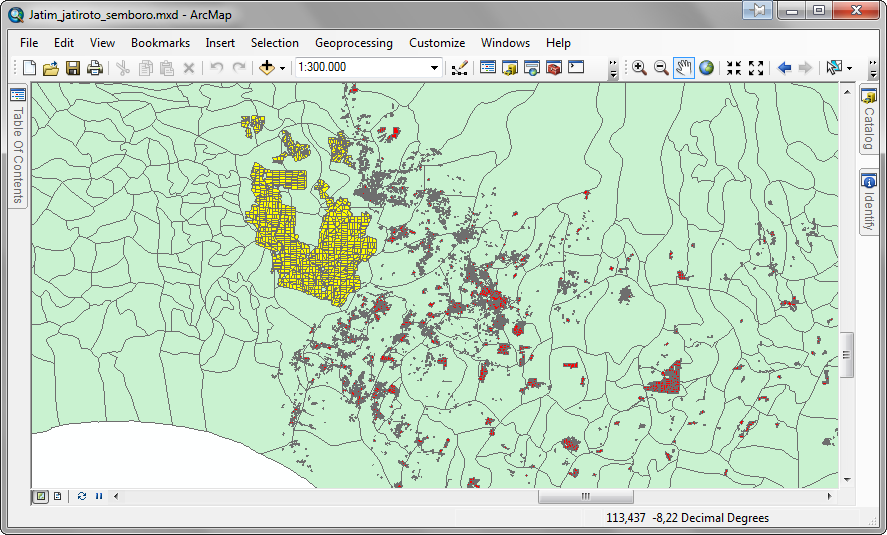 Jatim_jatiroto_semboro.mxd - ArcMap
File Edit View Bookmarks Insert Selection Geoprocessing Customize Windows Help
1:300.000
Table Of Contents
Catalog
Identify
113,437 -8,22 Decimal Degrees